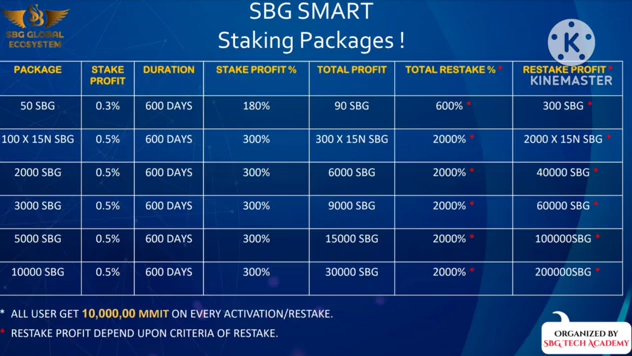 SBG SMART
Staking Packages !
SBG GLOBAL
ECOSYSTEM
K
KINEMASTER
PACKAGE STAKE PROFIT DURATION STAKE PROFIT % TOTAL PROFIT TOTAL RESTAKE % * RESTAKE PROFIT *
50 SBG 0.3% 600 DAYS 180% 90 SBG 600% * 300 SBG *
100 X 15N SBG 0.5% 600 DAYS 300% 300 X 15N SBG 2000% * 2000 X 15N SBG *
2000 SBG 0.5% 600 DAYS 300% 6000 SBG 2000% * 40000 SBG *
3000 SBG 0.5% 600 DAYS 300% 9000 SBG 2000% * 60000 SBG *
5000 SBG 0.5% 600 DAYS 300% 15000 SBG 2000% * 100000SBG *
10000 SBG 0.5% 600 DAYS 300% 30000 SBG 2000% * 200000SBG *
* ALL USER GET 10,000,00 MMIT ON EVERY ACTIVATION/RESTAKE.
* RESTAKE PROFIT DEPEND UPON CRITERIA OF RESTAKE.
ORGANIZED BY
SBG TECH ACADEMY